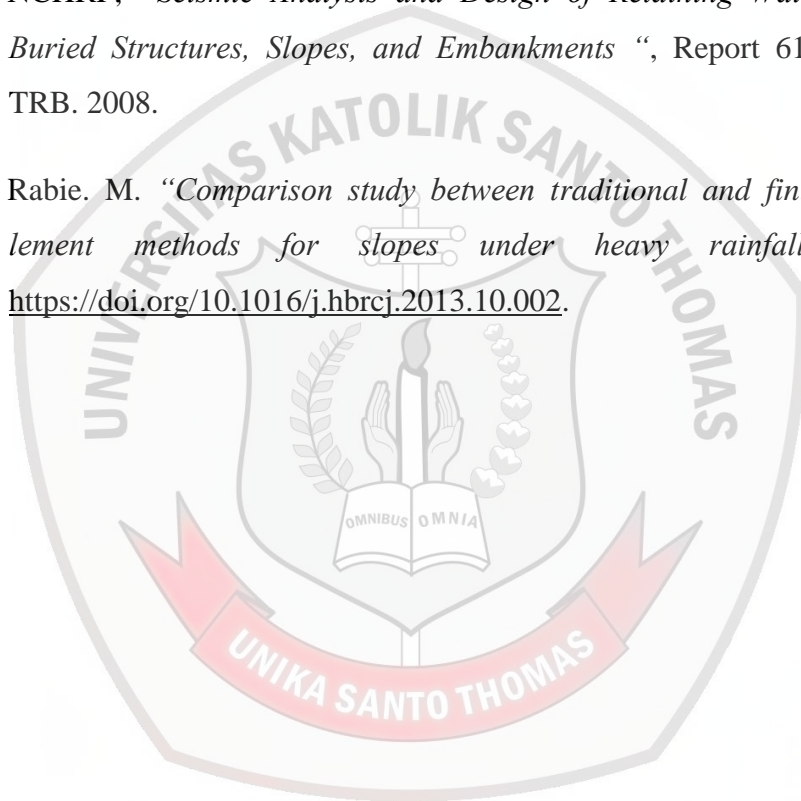 NCHRP, “Seismic Analysis and Design of Retaining Wal
Buried Structures, Slopes, and Embankments “, Report 61
TRB. 2008.
UNIVERSITAS KATOLIK SANTO THOMAS
Rabie. M. “Comparison study between traditional and fin
lement methods for slopes under heavy rainfall
https://doi.org/10.1016/j.hbrcj.2013.10.002.
OMNIBUS OMNIA
UNIKA SANTO THOMAS